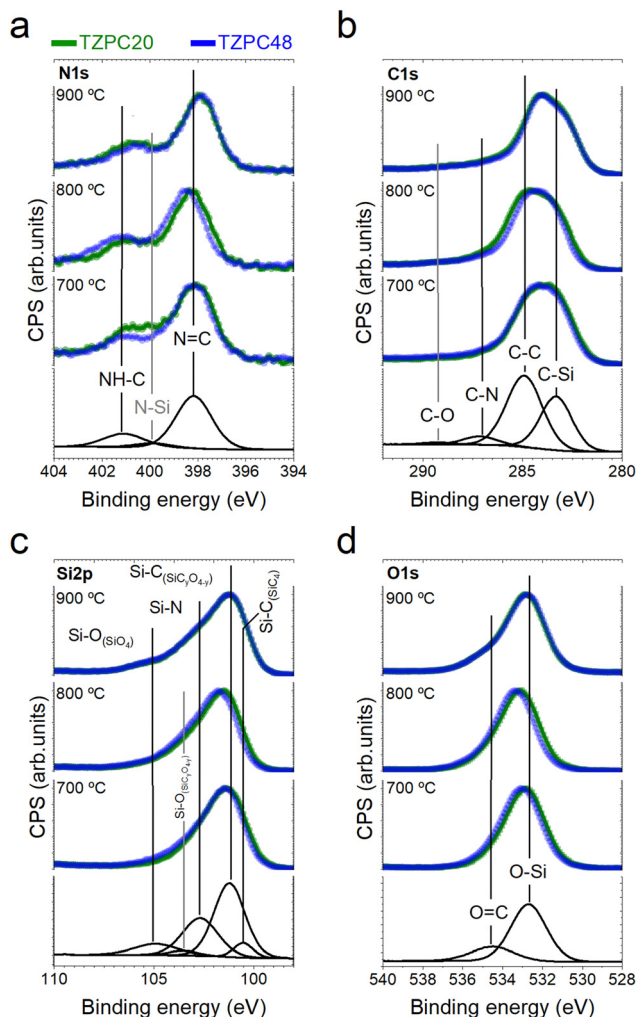 a
TZPC20
TZPC48
b
N1s
900 ºC
800 ºC
700 ºC
NH-C
N-Si
N=C
CPS (arb.units)
404 402 400 398 396 394
Binding energy (eV)
C1s
900 ºC
800 ºC
700 ºC
C-O
C-N
C-C
C-Si
CPS (arb.units)
290 285 280
Binding energy (eV)
c
Si2p
Si-C(SiCyO4-y)
Si-N
Si-O(SiO4)
Si-C(SiC4)
900 ºC
800 ºC
Si-O(SiCyO4-y)
700 ºC
CPS (arb.units)
110 105 100
Binding energy (eV)
d
O1s
900 ºC
800 ºC
700 ºC
O-Si
O=C
CPS (arb.units)
540 538 536 534 532 530 528
Binding energy (eV)